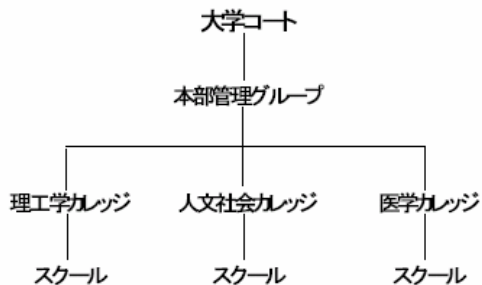 大学コート
本部管理グループ
理工学カレッジ 人文社会カレッジ 医学カレッジ
スクール スクール スクール